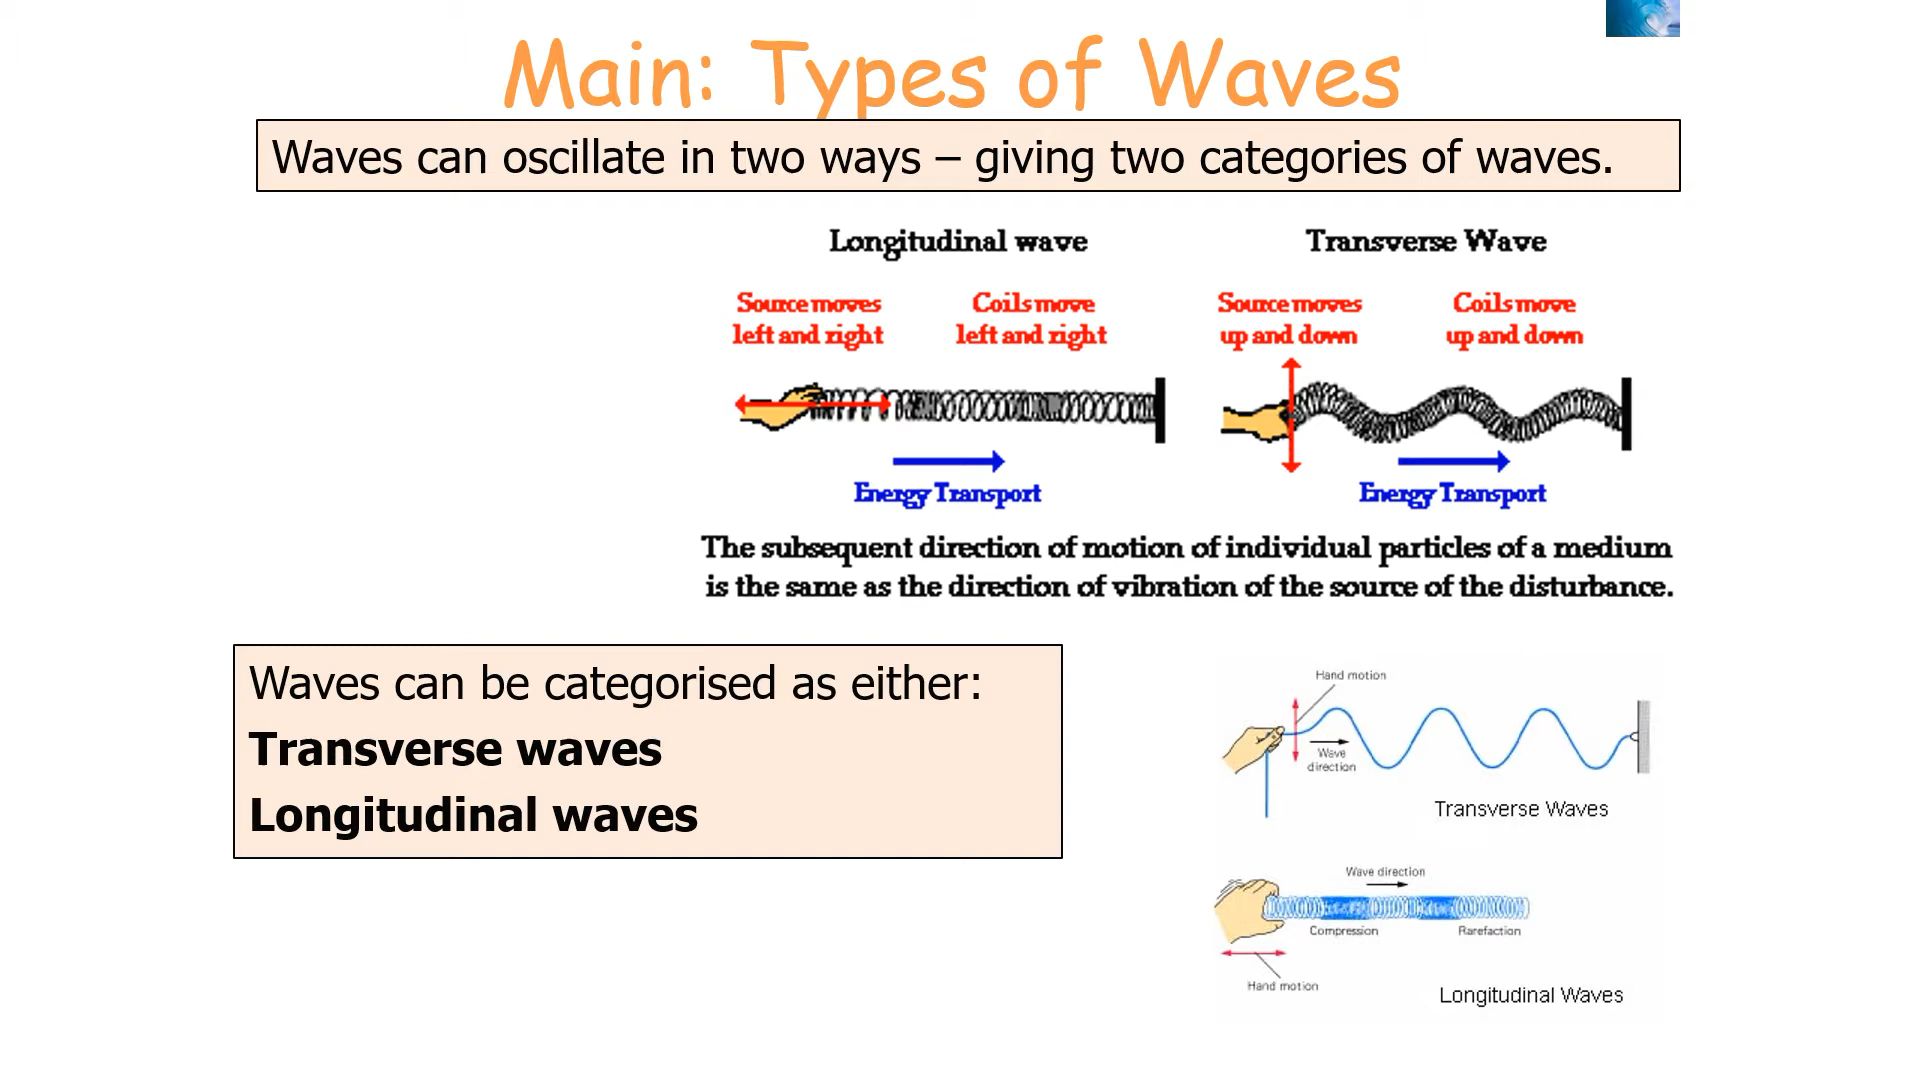 Main: Types of Waves
Waves can oscillate in two ways – giving two categories of waves.
Longitudinal wave
Transverse Wave
Source moves
left and right
Coils move
left and right
Source moves
up and down
Coils move
up and down
Energy Transport
Energy Transport
The subsequent direction of motion of individual particles of a medium
is the same as the direction of vibration of the source of the disturbance.
Waves can be categorised as either:
Transverse waves
Longitudinal waves
Hand motion
Wave
direction
Transverse Waves
Wave direction
Compression
Rarefaction
Hand motion
Longitudinal Waves